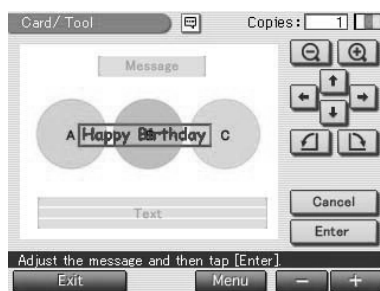 Card/Tool
Copies: 1
Message
A Happy Birthday C
Text
Cancel
Enter
Adjust the message and then tap [Enter].
Exit Menu − +